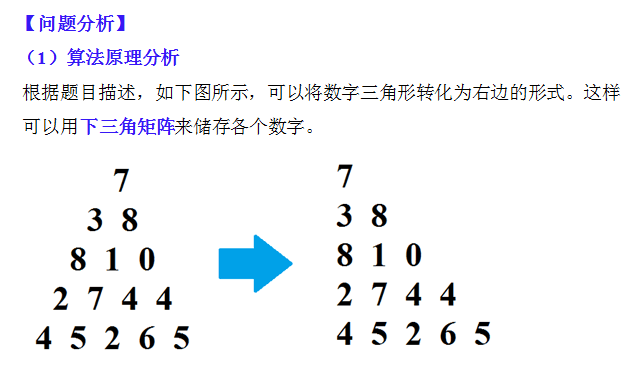 【问题分析】
（1）算法原理分析
根据题目描述，如下图所示，可以将数字三角形转化为右边的形式。这样
可以用下三角矩阵来储存各个数字。
7
3 8
8 1 0
2 7 4 4
4 5 2 6 5
7
3 8
8 1 0
2 7 4 4
4 5 2 6 5